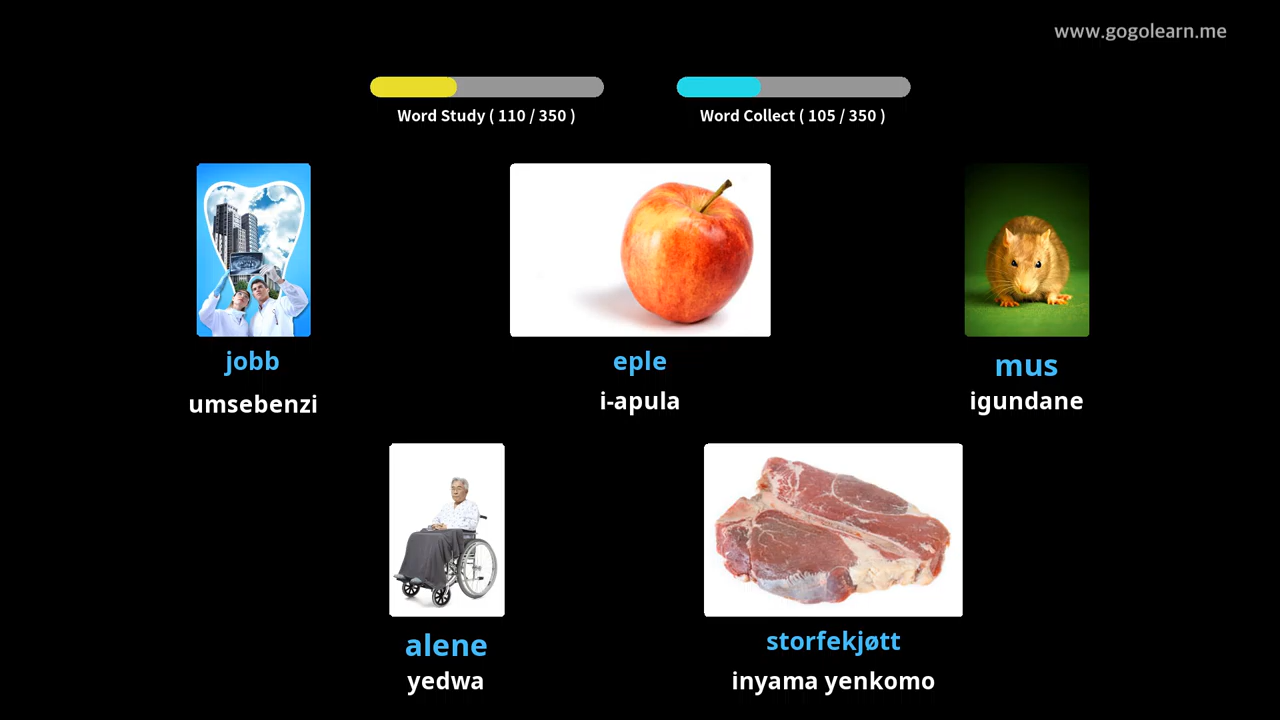 www.gogolearn.me
Word Study ( 110 / 350 )
Word Collect ( 105 / 350 )
jobb
umsebenzi
eple
i-apula
mus
igundane
alene
yedwa
storfekjøtt
inyama yenkomo